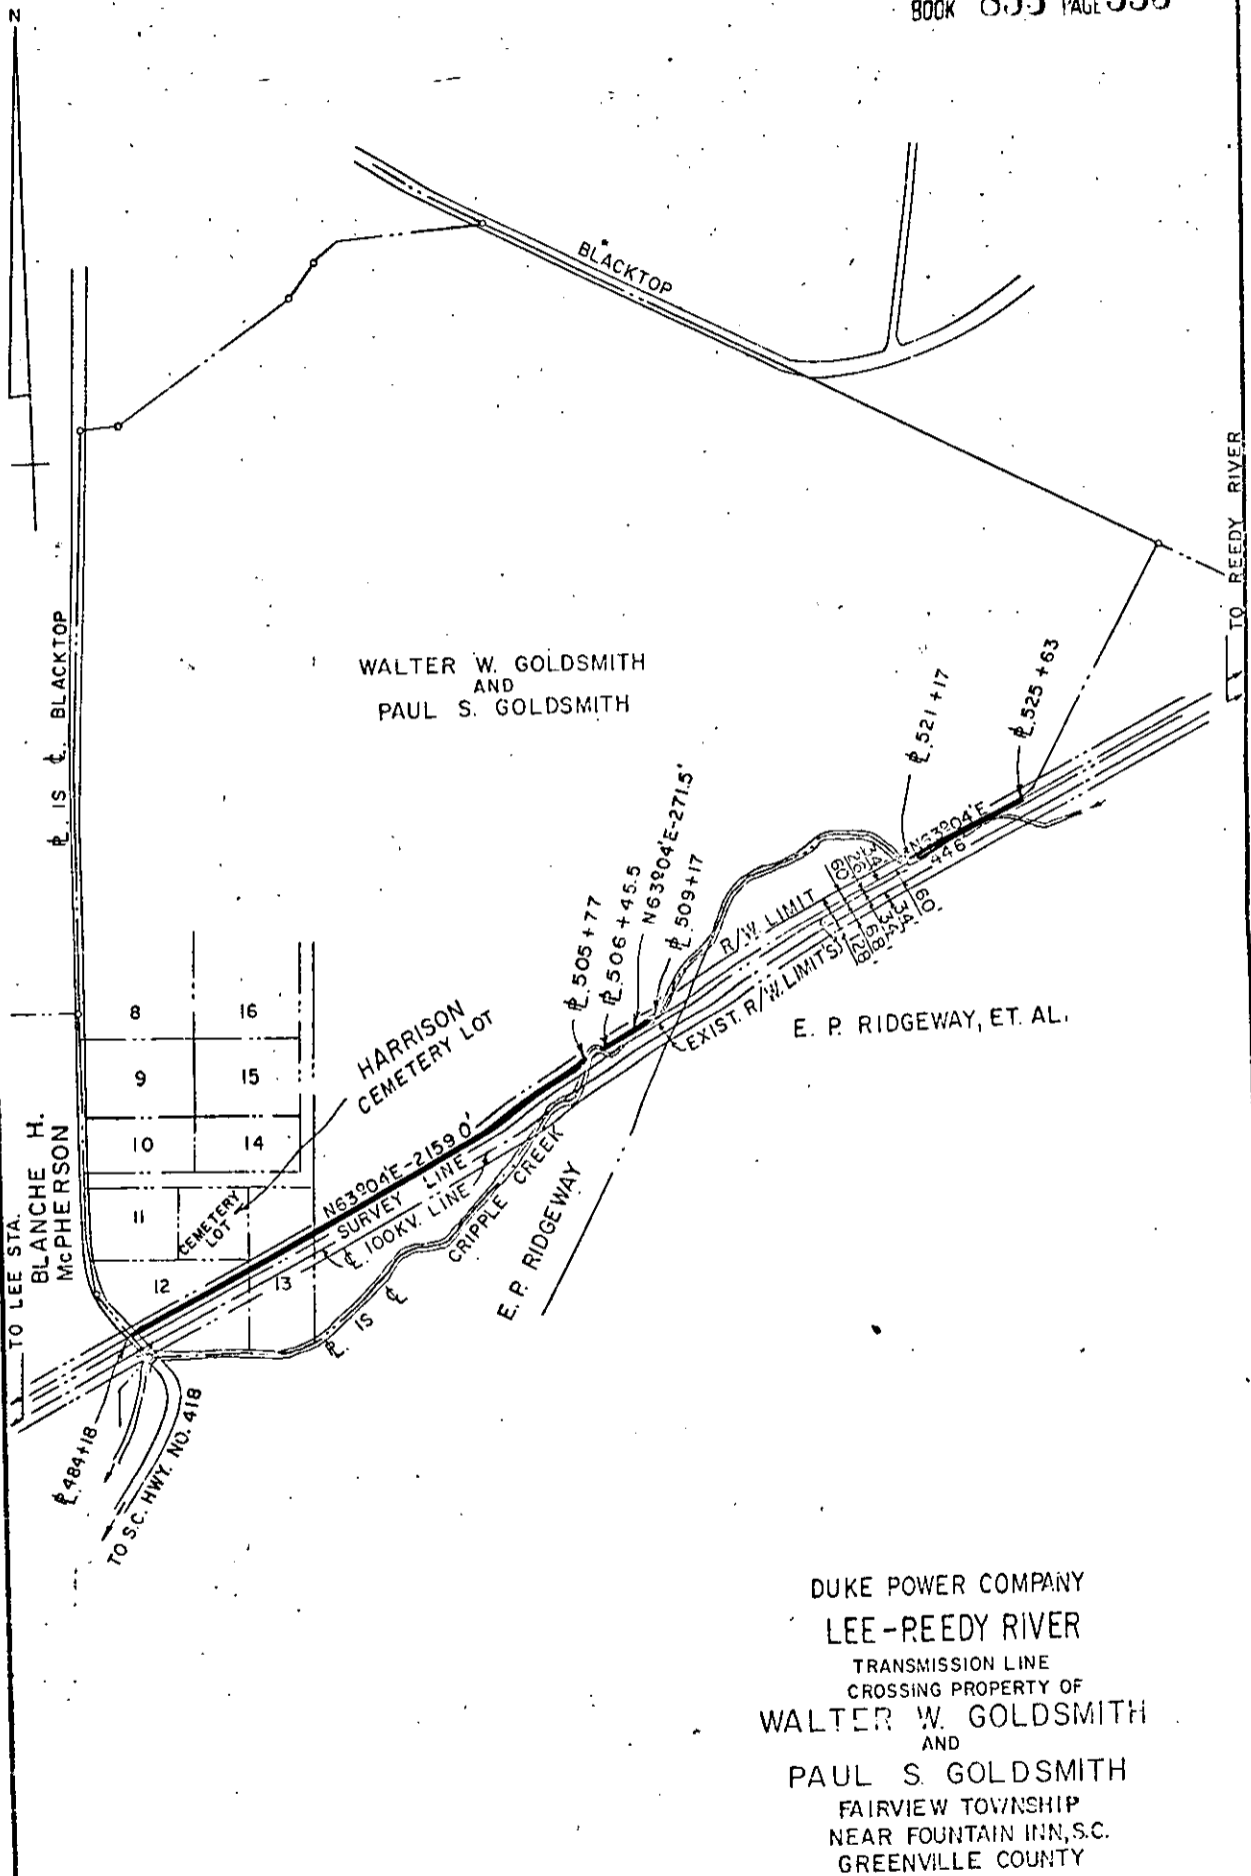 N
BOOK 855 PAGE
BLACKTOP
TO REEDY RIVER
℄ IS ℄ BLACKTOP
WALTER W. GOLDSMITH
AND
PAUL S. GOLDSMITH
℄ 521+17
℄ 525+63
N63°04'E
446'
℄ 505+77
℄ 506+45.5
N63°04'E-271.5'
℄ 509+17
R/W LIMIT
EXIST. R/W LIMITS
60'
34'
34'
68'
128'
E. P. RIDGEWAY, ET. AL.
8
16
9
15
10
14
11
CEMETERY
LOT
12
13
HARRISON
CEMETERY LOT
N63°04'E-2159.0'
SURVEY LINE
℄ 100KV. LINE
CRIPPLE CREEK
℄ IS ℄
E. P. RIDGEWAY
BLANCHE H.
McPHERSON
TO LEE STA.
℄ 484+18
TO S.C. HWY. NO. 418
DUKE POWER COMPANY
LEE-REEDY RIVER
TRANSMISSION LINE
CROSSING PROPERTY OF
WALTER W. GOLDSMITH
AND
PAUL S. GOLDSMITH
FAIRVIEW TOWNSHIP
NEAR FOUNTAIN INN, S.C.
GREENVILLE COUNTY